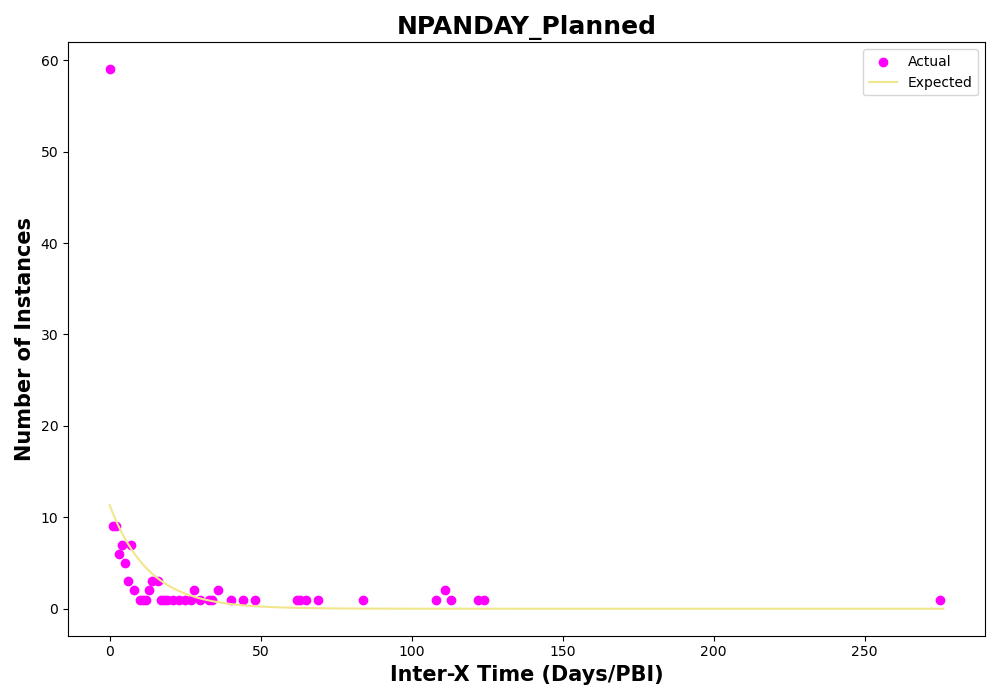 NPANDAY_Planned
Actual
Expected
60
50
40
30
20
10
0
Number of Instances
0 50 100 150 200 250
Inter-X Time (Days/PBI)